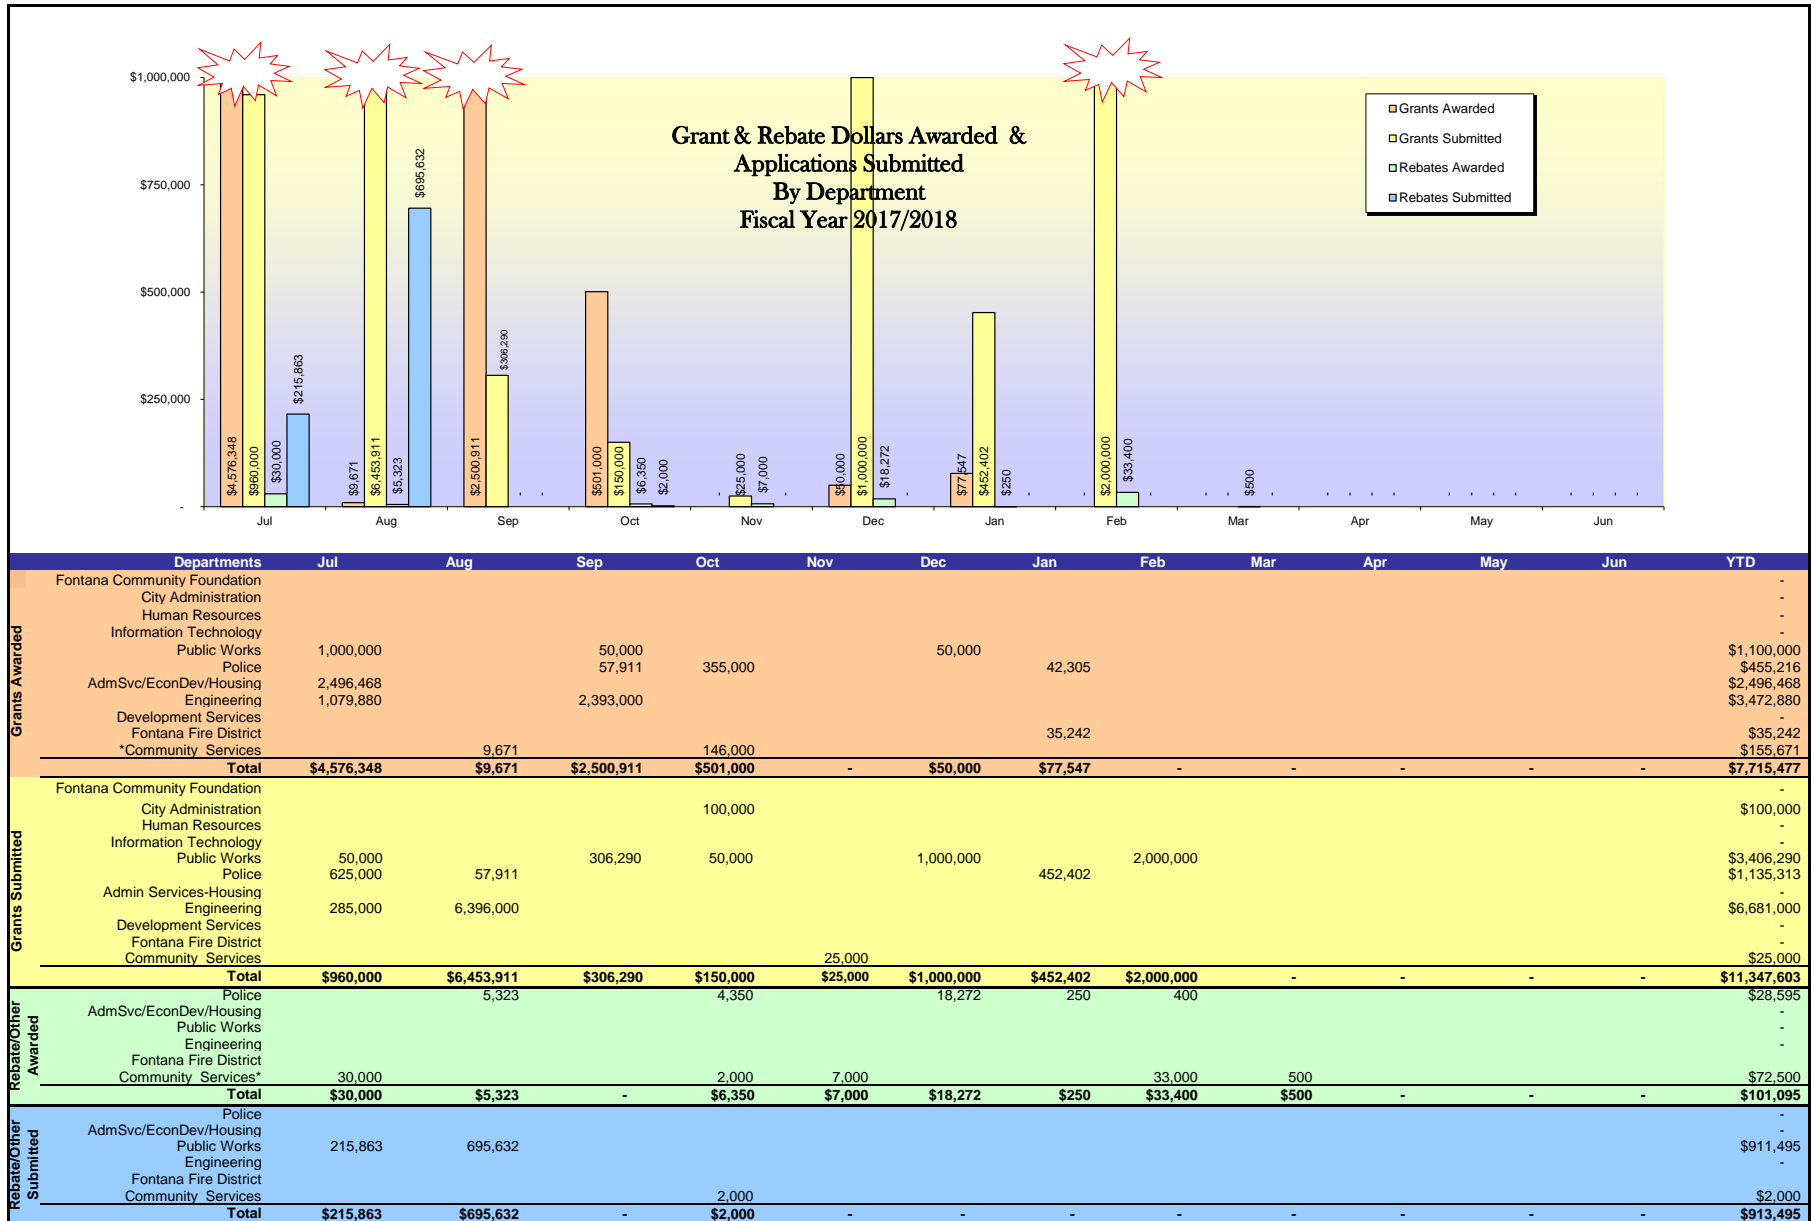 $1,000,000
$750,000
$500,000
$250,000
-
Grant & Rebate Dollars Awarded &
Applications Submitted
By Department
Fiscal Year 2017/2018
Grants Awarded
Grants Submitted
Rebates Awarded
Rebates Submitted
$4,576,348
$960,000
$30,000
$215,863
$9,671
$6,453,911
$5,323
$695,632
$2,500,911
$306,290
$501,000
$150,000
$6,350
$2,000
$25,000
$7,000
$50,000
$1,000,000
$18,272
$77,547
$452,402
$250
$2,000,000
$33,400
$500
Jul Aug Sep Oct Nov Dec Jan Feb Mar Apr May Jun
Departments Jul Aug Sep Oct Nov Dec Jan Feb Mar Apr May Jun YTD
Grants Awarded
Fontana Community Foundation -
City Administration -
Human Resources -
Information Technology -
Public Works 1,000,000 50,000 50,000 $1,100,000
Police 57,911 355,000 42,305 $455,216
AdmSvc/EconDev/Housing 2,496,468 $2,496,468
Engineering 1,079,880 2,393,000 $3,472,880
Development Services -
Fontana Fire District 35,242 $35,242
*Community Services 9,671 146,000 $155,671
Total $4,576,348 $9,671 $2,500,911 $501,000 - $50,000 $77,547 - - - - - $7,715,477
Grants Submitted
Fontana Community Foundation -
City Administration 100,000 $100,000
Human Resources -
Information Technology -
Public Works 50,000 306,290 50,000 1,000,000 2,000,000 $3,406,290
Police 625,000 57,911 452,402 $1,135,313
Admin Services-Housing -
Engineering 285,000 6,396,000 $6,681,000
Development Services -
Fontana Fire District -
Community Services 25,000 $25,000
Total $960,000 $6,453,911 $306,290 $150,000 $25,000 $1,000,000 $452,402 $2,000,000 - - - - $11,347,603
Rebate/Other
Awarded
Police 5,323 4,350 18,272 250 400 $28,595
AdmSvc/EconDev/Housing -
Public Works -
Engineering -
Fontana Fire District
Community Services* 30,000 2,000 7,000 33,000 500 $72,500
Total $30,000 $5,323 - $6,350 $7,000 $18,272 $250 $33,400 $500 - - - $101,095
Rebate/Other
Submitted
Police -
AdmSvc/EconDev/Housing -
Public Works 215,863 695,632 $911,495
Engineering -
Fontana Fire District
Community Services 2,000 $2,000
Total $215,863 $695,632 - $2,000 - - - - - - - - $913,495